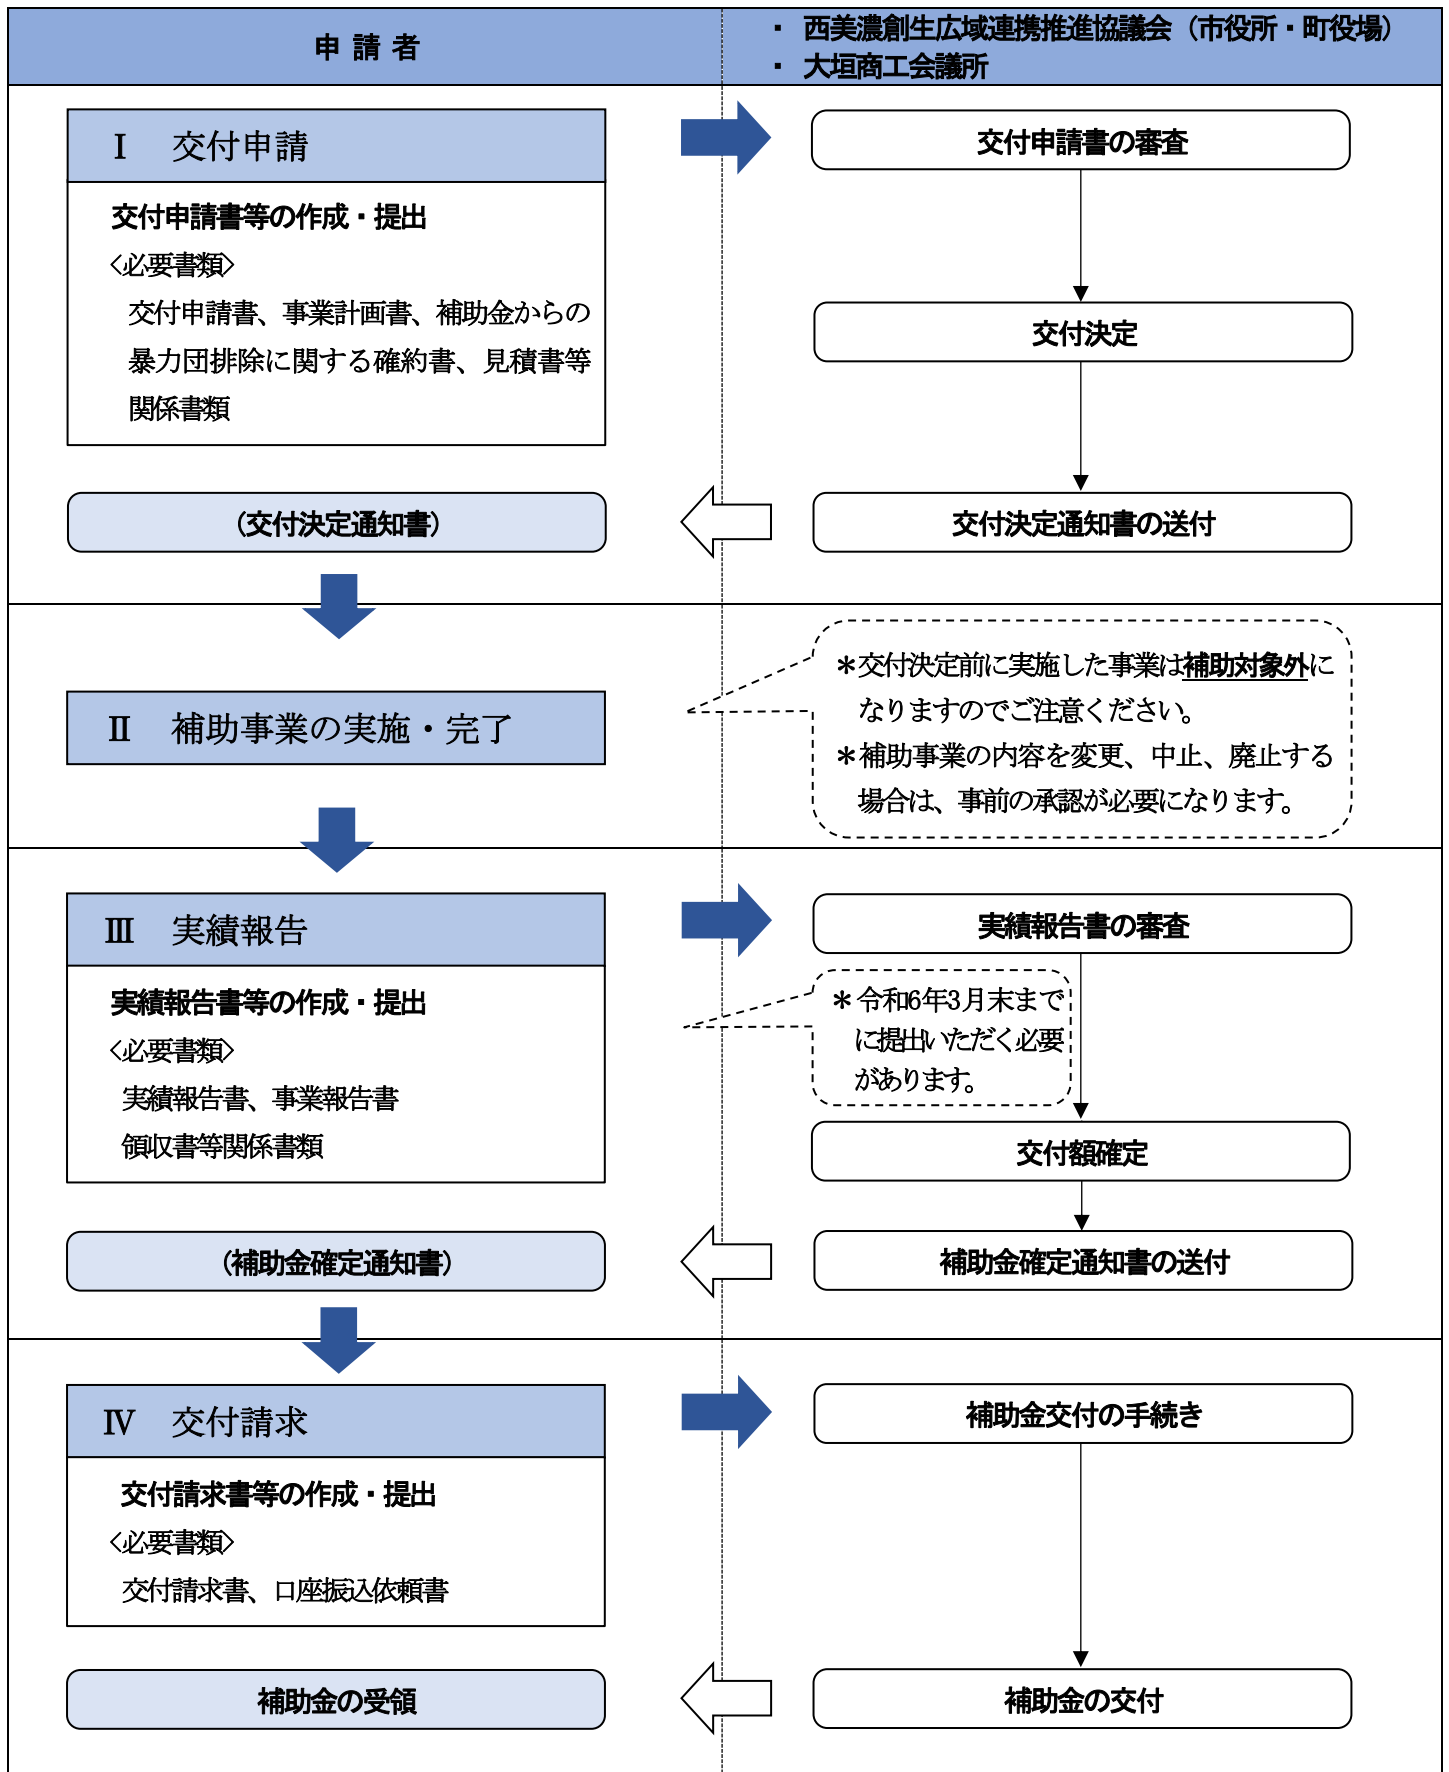 申 請 者
・ 西美濃創生広域連携推進協議会（市役所・町役場）
・ 大垣商工会議所
Ⅰ 交付申請
交付申請書等の作成・提出
<必要書類>
交付申請書、事業計画書、補助金からの
暴力団排除に関する確約書、見積書等
関係書類
交付申請書の審査
交付決定
交付決定通知書の送付
（交付決定通知書）
Ⅱ 補助事業の実施・完了
＊交付決定前に実施した事業は補助対象外に
なりますのでご注意ください。
＊補助事業の内容を変更、中止、廃止する
場合は、事前の承認が必要になります。
Ⅲ 実績報告
実績報告書等の作成・提出
<必要書類>
実績報告書、事業報告書
領収書等関係書類
実績報告書の審査
＊令和6年3月末まで
に提出いただく必要
があります。
交付額確定
補助金確定通知書の送付
（補助金確定通知書）
Ⅳ 交付請求
交付請求書等の作成・提出
<必要書類>
交付請求書、口座振込依頼書
補助金交付の手続き
補助金の交付
補助金の受領